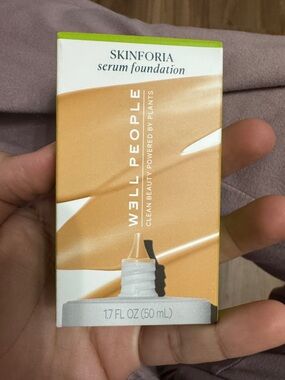 SKINFORIA
serum foundation
W3LL PEOPLE
CLEAN BEAUTY POWERED BY PLANTS
1.7 FL OZ (50 mL)